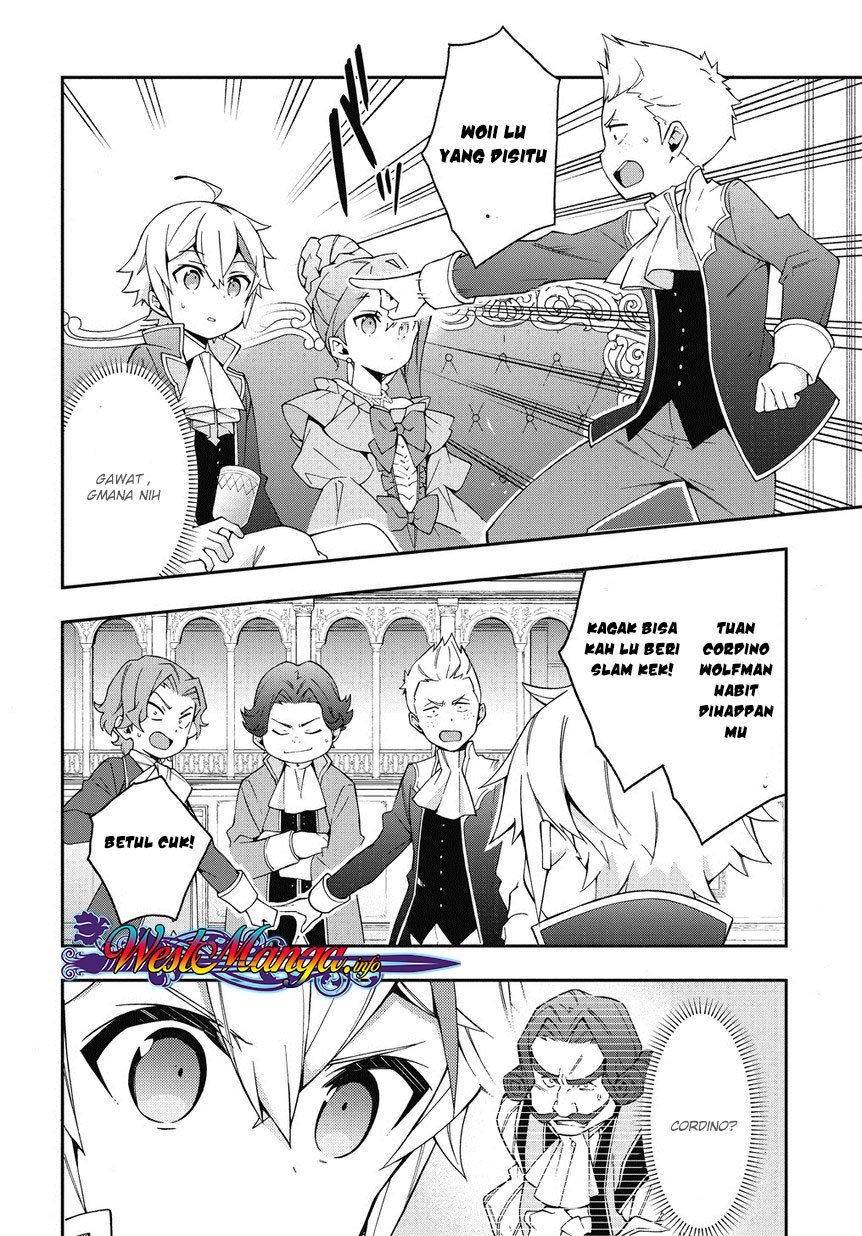 WOII LU
YANG DISITU
GAWAT,
GMANA NIH
TUAN
CORDINO
WOLFMAN
HABIT
DIHADPAN
MU
KAGAK BISA
KAH LU BERI
SLAM KEK!
BETUL CUK!
WestManga.info
CORDINO?